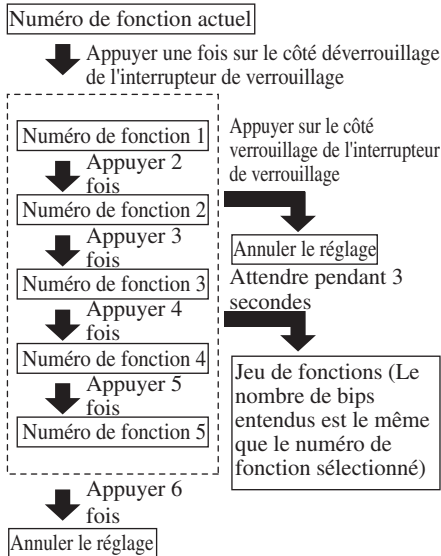 Numéro de fonction actuel
Appuyer une fois sur le côté déverrouillage
de l'interrupteur de verrouillage
Numéro de fonction 1
Appuyer 2
fois
Numéro de fonction 2
Appuyer 3
fois
Numéro de fonction 3
Appuyer 4
fois
Numéro de fonction 4
Appuyer 5
fois
Numéro de fonction 5
Appuyer 6
fois
Annuler le réglage
Appuyer sur le côté
verrouillage de l'interrupteur
de verrouillage
Annuler le réglage
Attendre pendant 3
secondes
Jeu de fonctions (Le
nombre de bips
entendus est le même
que le numéro de
fonction sélectionné)